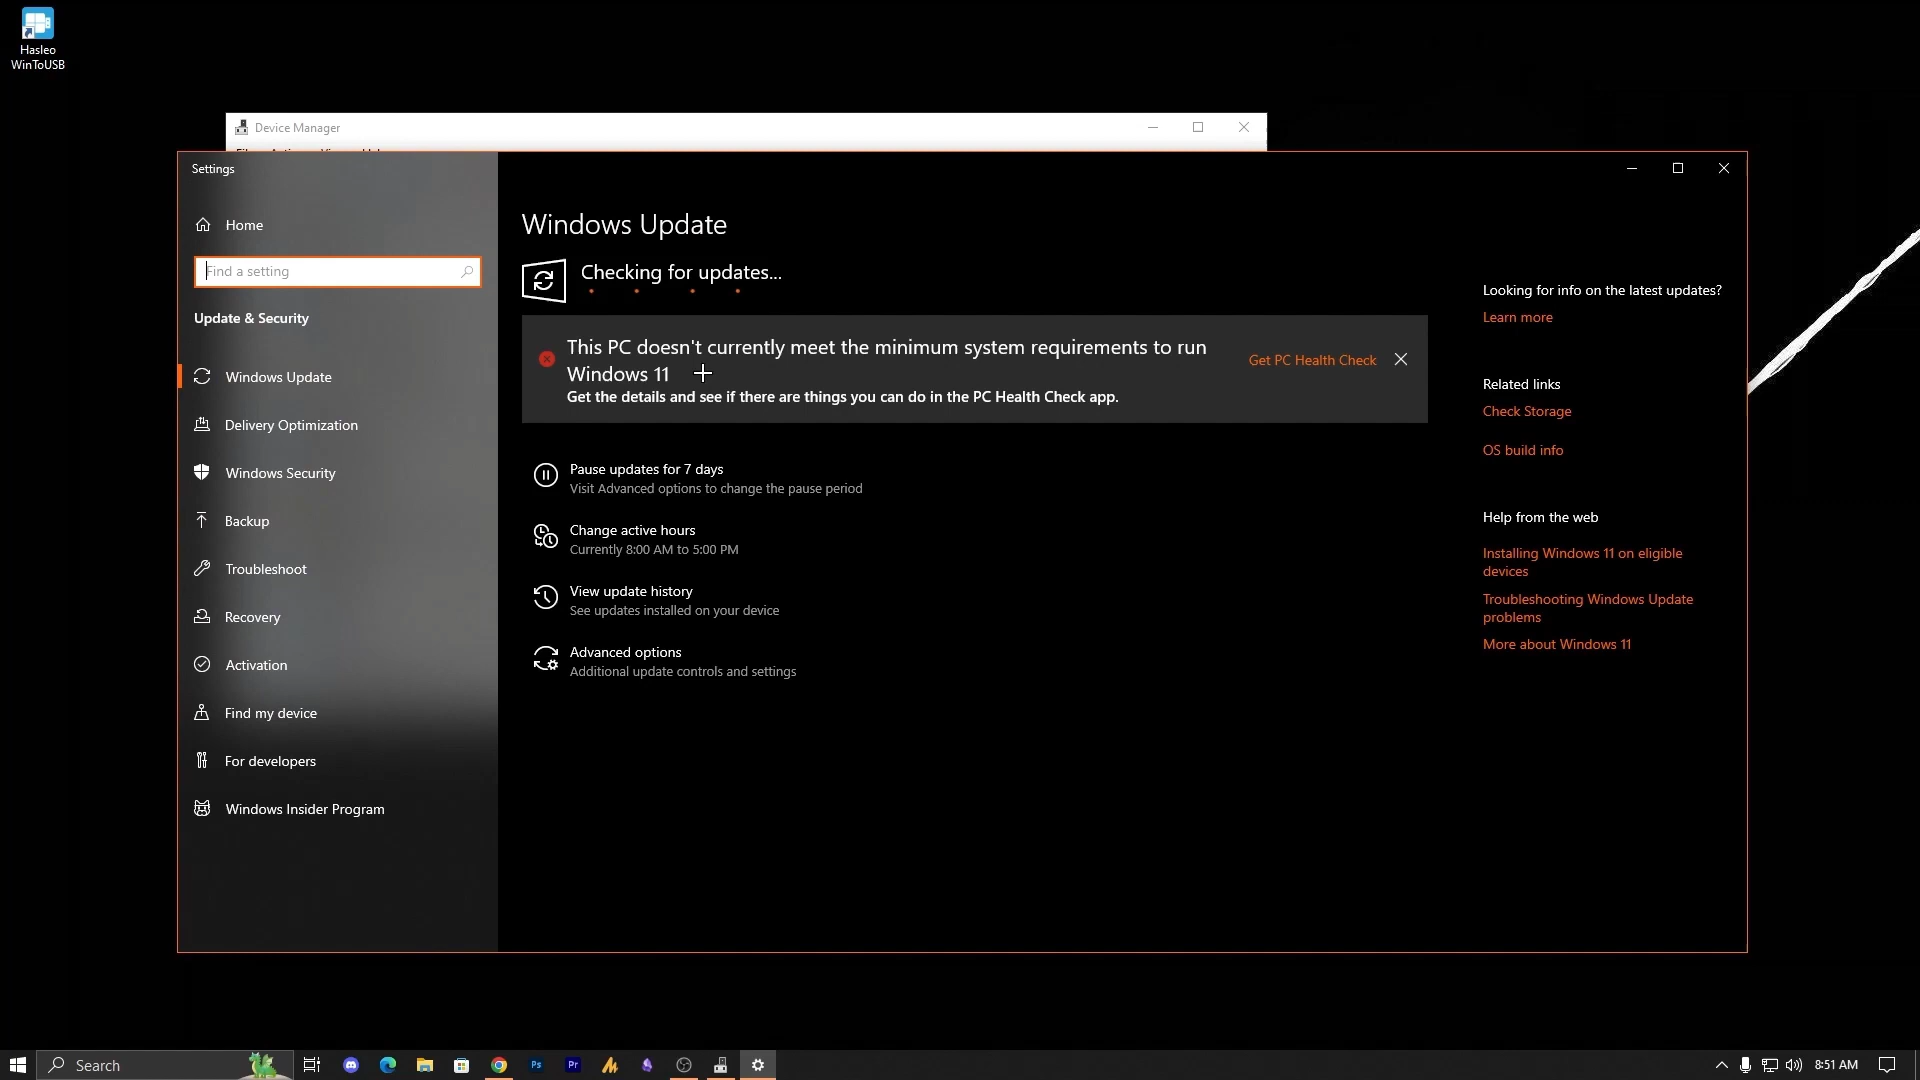 Hasleo
WinToUSB
Device Manager
Settings
Home
Find a setting
Update & Security
Windows Update
Delivery Optimization
Windows Security
Backup
Troubleshoot
Recovery
Activation
Find my device
For developers
Windows Insider Program
Windows Update
Checking for updates...
This PC doesn't currently meet the minimum system requirements to run
Windows 11
Get the details and see if there are things you can do in the PC Health Check app.
Get PC Health Check
Pause updates for 7 days
Visit Advanced options to change the pause period
Change active hours
Currently 8:00 AM to 5:00 PM
View update history
See updates installed on your device
Advanced options
Additional update controls and settings
Looking for info on the latest updates?
Learn more
Related links
Check Storage
OS build info
Help from the web
Installing Windows 11 on eligible
devices
Troubleshooting Windows Update
problems
More about Windows 11
Search
Ps
Pr
8:51 AM